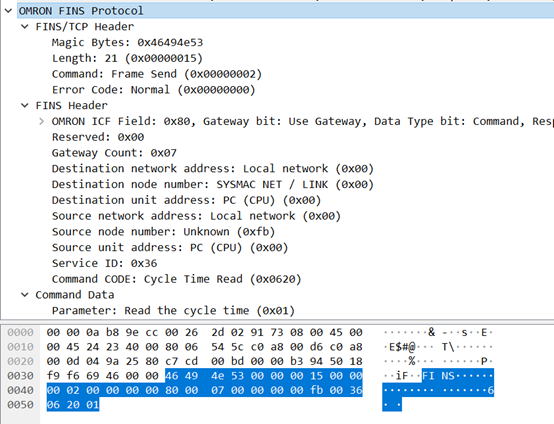 OMRON FINS Protocol
FINS/TCP Header
Magic Bytes: 0x46494e53
Length: 21 (0x00000015)
Command: Frame Send (0x00000002)
Error Code: Normal (0x00000000)
FINS Header
OMRON ICF Field: 0x80, Gateway bit: Use Gateway, Data Type bit: Command, Resp
Reserved: 0x00
Gateway Count: 0x07
Destination network address: Local network (0x00)
Destination node number: SYSMAC NET / LINK (0x00)
Destination unit address: PC (CPU) (0x00)
Source network address: Local network (0x00)
Source node number: Unknown (0xfb)
Source unit address: PC (CPU) (0x00)
Service ID: 0x36
Command CODE: Cycle Time Read (0x0620)
Command Data
Parameter: Read the cycle time (0x01)
0000 00 00 0a b8 9e cc 00 26 2d 02 91 73 08 00 45 00 ·······& -··s··E·
0010 00 45 24 23 40 00 80 06 54 5c c0 a8 00 d6 c0 a8 ·E$#@··· T\······
0020 00 0d 04 9a 25 80 c7 cd 00 bd 00 00 b3 94 50 18 ····%··· ······P·
0030 f9 f6 69 46 00 00 46 49 4e 53 00 00 00 15 00 00 ··iF··FI NS······
0040 00 02 00 00 00 00 80 00 07 00 00 00 00 fb 00 36 ········ ·······6
0050 06 20 01 · ·